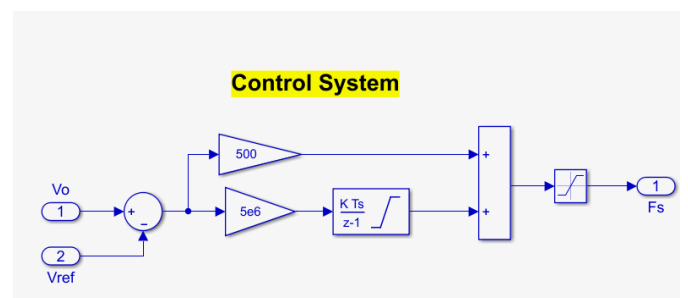 Control System
500
Vo
1
+
−
5e6
K Ts
z-1
+
+
1
Fs
2
Vref